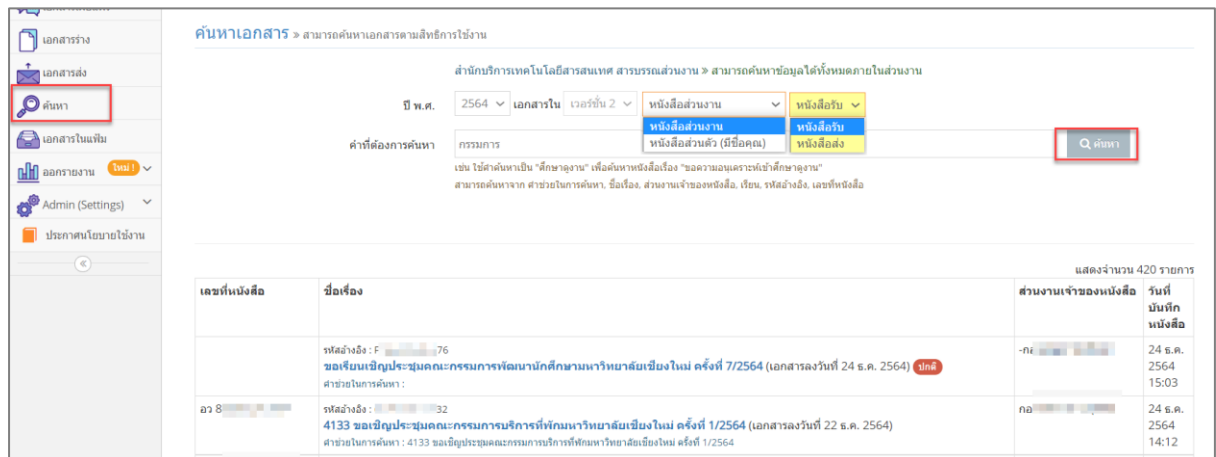 เอกสารร่าง
เอกสารส่ง
ค้นหา
เอกสารในแฟ้ม
ออกรายงาน ใหม่ !
Admin (Settings)
ประกาศนโยบายใช้งาน
ค้นหาเอกสาร » สามารถค้นหาเอกสารตามสิทธิการใช้งาน
สำนักบริการเทคโนโลยีสารสนเทศ สารบรรณส่วนงาน » สามารถค้นหาข้อมูลได้ทั้งหมดภายในส่วนงาน
ปี พ.ศ. 2564 เอกสารใน เวอร์ชั่น 2 หนังสือส่วนงาน หนังสือรับ
หนังสือส่วนงาน หนังสือรับ
หนังสือส่วนตัว (มีชื่อคุณ) หนังสือส่ง
คำที่ต้องการค้นหา กรรมการ ค้นหา
เช่น ใช้คำค้นหาเป็น "ศึกษาดูงาน" เพื่อค้นหาหนังสือเรื่อง "ขอความอนุเคราะห์เข้าศึกษาดูงาน"
สามารถค้นหาจาก คำช่วยในการค้นหา, ชื่อเรื่อง, ส่วนงานเจ้าของหนังสือ, เรียน, รหัสอ้างอิง, เลขที่หนังสือ
แสดงจำนวน 420 รายการ
เลขที่หนังสือ ชื่อเรื่อง ส่วนงานเจ้าของหนังสือ วันที่
บันทึก
หนังสือ
รหัสอ้างอิง : F 76
ขอเรียนเชิญประชุมคณะกรรมการพัฒนานักศึกษามหาวิทยาลัยเชียงใหม่ ครั้งที่ 7/2564 (เอกสารลงวันที่ 24 ธ.ค. 2564) ปกติ
คำช่วยในการค้นหา :
24 ธ.ค.
2564
15:03
อว 8
รหัสอ้างอิง : 32
4133 ขอเชิญประชุมคณะกรรมการบริการที่พักมหาวิทยาลัยเชียงใหม่ ครั้งที่ 1/2564 (เอกสารลงวันที่ 22 ธ.ค. 2564)
คำช่วยในการค้นหา : 4133 ขอเชิญประชุมคณะกรรมการบริการที่พักมหาวิทยาลัยเชียงใหม่ ครั้งที่ 1/2564
กอ
24 ธ.ค.
2564
14:12